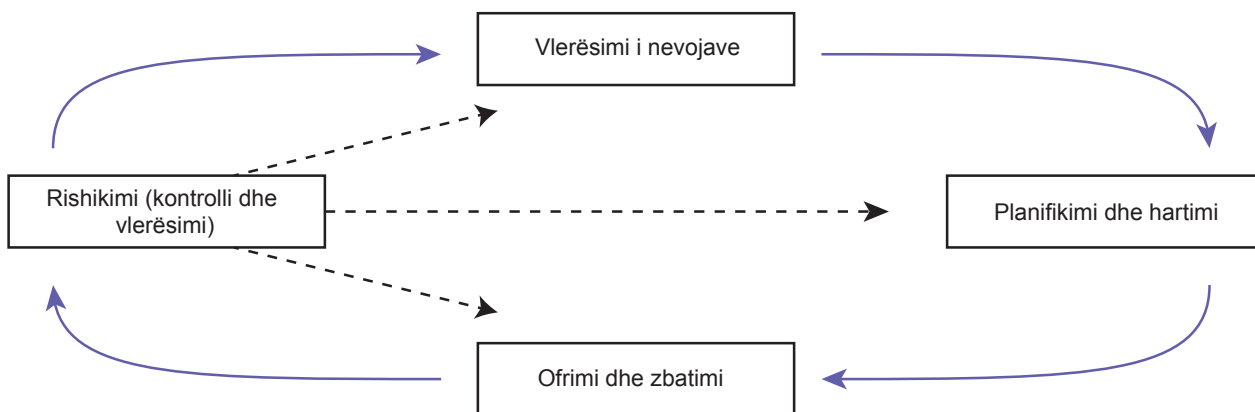 Vlerësimi i nevojave
Rishikimi (kontrolli dhe
vlerësimi)
Planifikimi dhe hartimi
Ofrimi dhe zbatimi